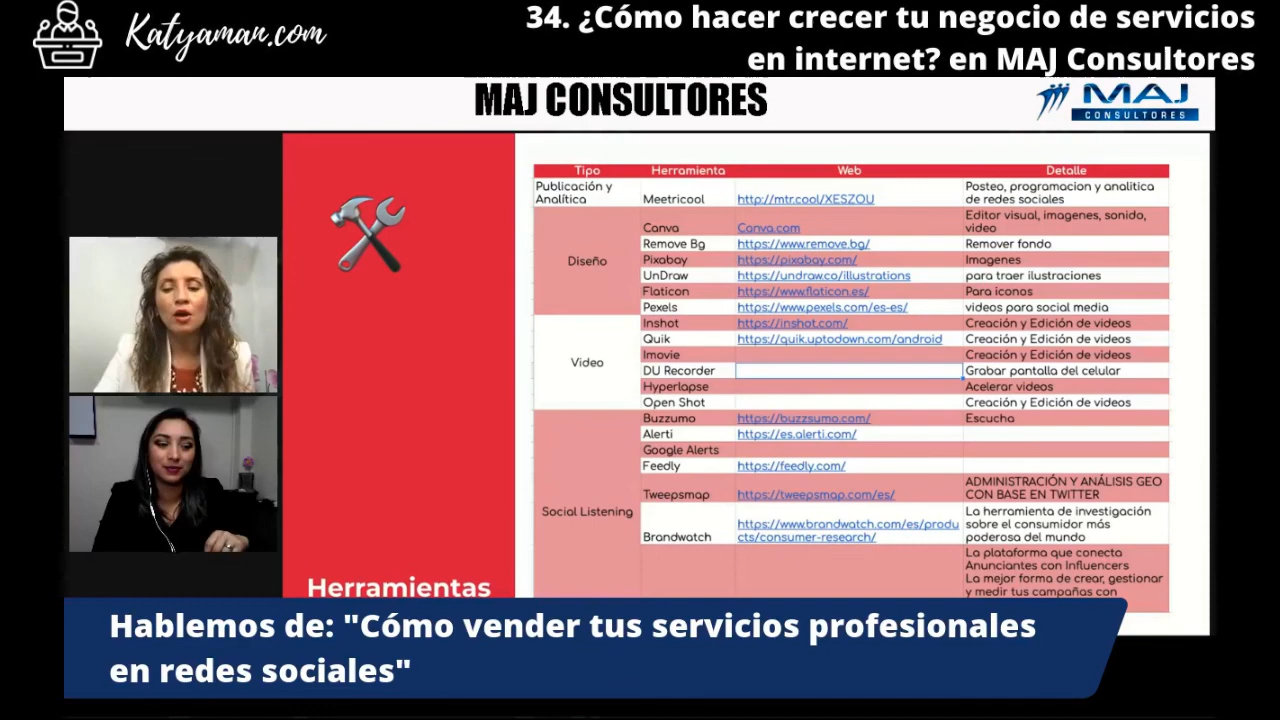 Katyaman.com
34. ¿Cómo hacer crecer tu negocio de servicios
en internet? en MAJ Consultores
MAJ CONSULTORES
MAJ
CONSULTORES
Tipo Herramienta Web Detalle
Publicación y
Analítica
Meetricool http://mtr.cool/XESZOU
Posteo, programacion y analitica
de redes sociales
Diseño
Canva Canva.com
Editor visual, imagenes, sonido,
video
Remove Bg https://www.remove.bg/ Remover fondo
Pixabay https://pixabay.com/ Imagenes
UnDraw https://undraw.co/illustrations para traer ilustraciones
Flaticon https://www.flaticon.es/ Para iconos
Pexels https://www.pexels.com/es-es/ videos para social media
Video
Inshot https://inshot.com/ Creación y Edición de videos
Quik https://quik.uptodown.com/android Creación y Edición de videos
Imovie Creación y Edición de videos
DU Recorder Grabar pantalla del celular
Hyperlapse Acelerar videos
Open Shot Creación y Edición de videos
Social Listening
Buzzumo https://buzzsumo.com/ Escucha
Alerti https://es.alerti.com/
Google Alerts
Feedly https://feedly.com/
Tweepsmap https://tweepsmap.com/es/
ADMINISTRACIÓN Y ANÁLISIS GEO
CON BASE EN TWITTER
Brandwatch
https://www.brandwatch.com/es/produ
cts/consumer-research/
La herramienta de investigación
sobre el consumidor más
poderosa del mundo
La plataforma que conecta
Anunciantes con Influencers
La mejor forma de crear, gestionar
y medir tus campañas con
Herramientas
Hablemos de: "Cómo vender tus servicios profesionales
en redes sociales"